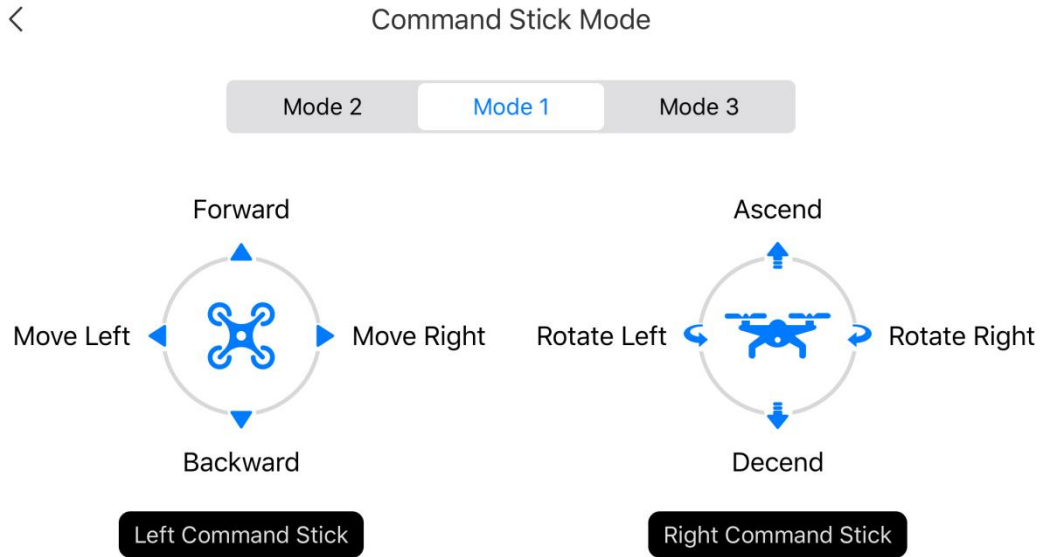 Command Stick Mode
Mode 2 Mode 1 Mode 3
Forward
Move Left Move Right
Backward
Left Command Stick
Ascend
Rotate Left Rotate Right
Decend
Right Command Stick